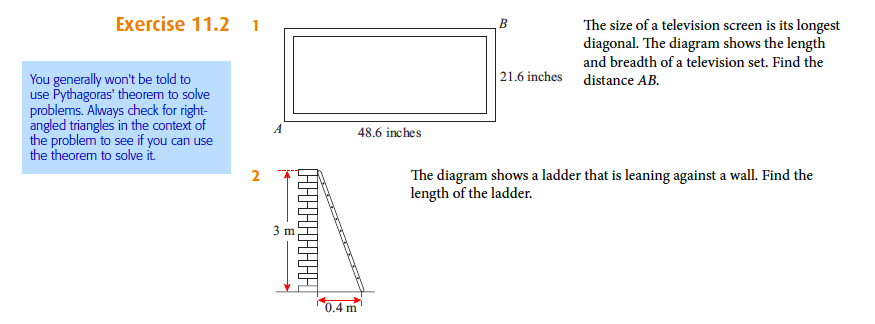 Exercise 11.2
You generally won't be told to
use Pythagoras' theorem to solve
problems. Always check for right-
angled triangles in the context of
the problem to see if you can use
the theorem to solve it.
1
B
21.6 inches
A
48.6 inches
The size of a television screen is its longest
diagonal. The diagram shows the length
and breadth of a television set. Find the
distance AB.
2
3 m
0.4 m
The diagram shows a ladder that is leaning against a wall. Find the
length of the ladder.